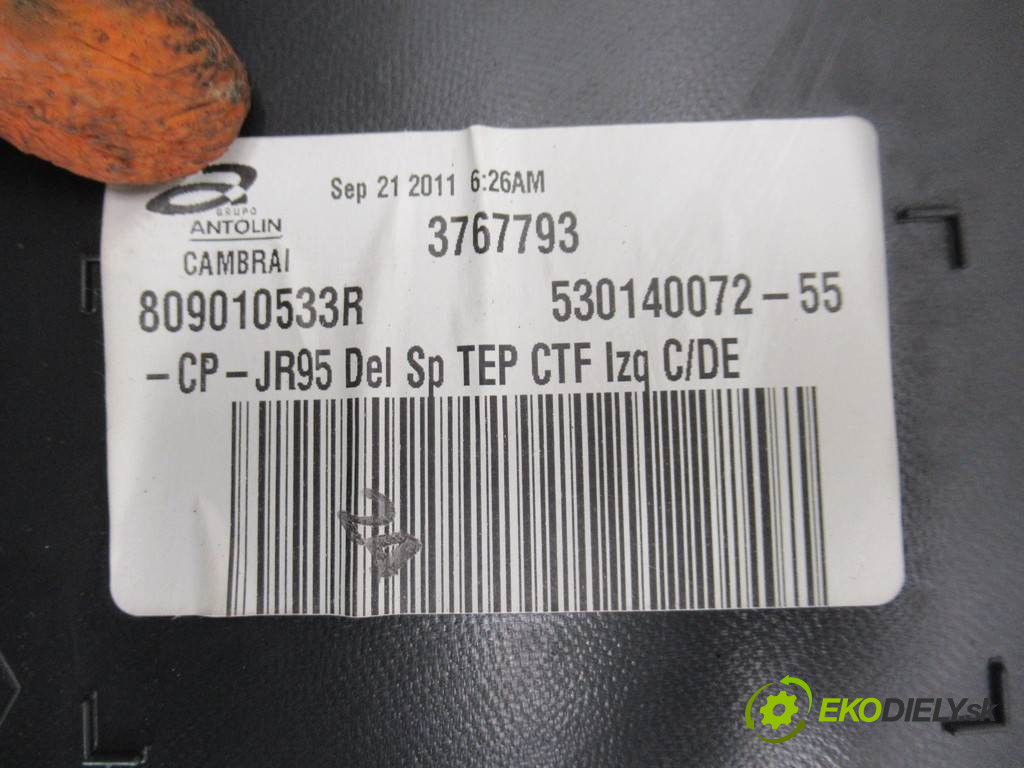 Sep 21 2011 6:26AM
GRUPO
ANTOLIN
3767793
CAMBRAI
809010533R 530140072-55
-CP-JR95 Del Sp TEP CTF Izq C/DE
EKODIELY.sk